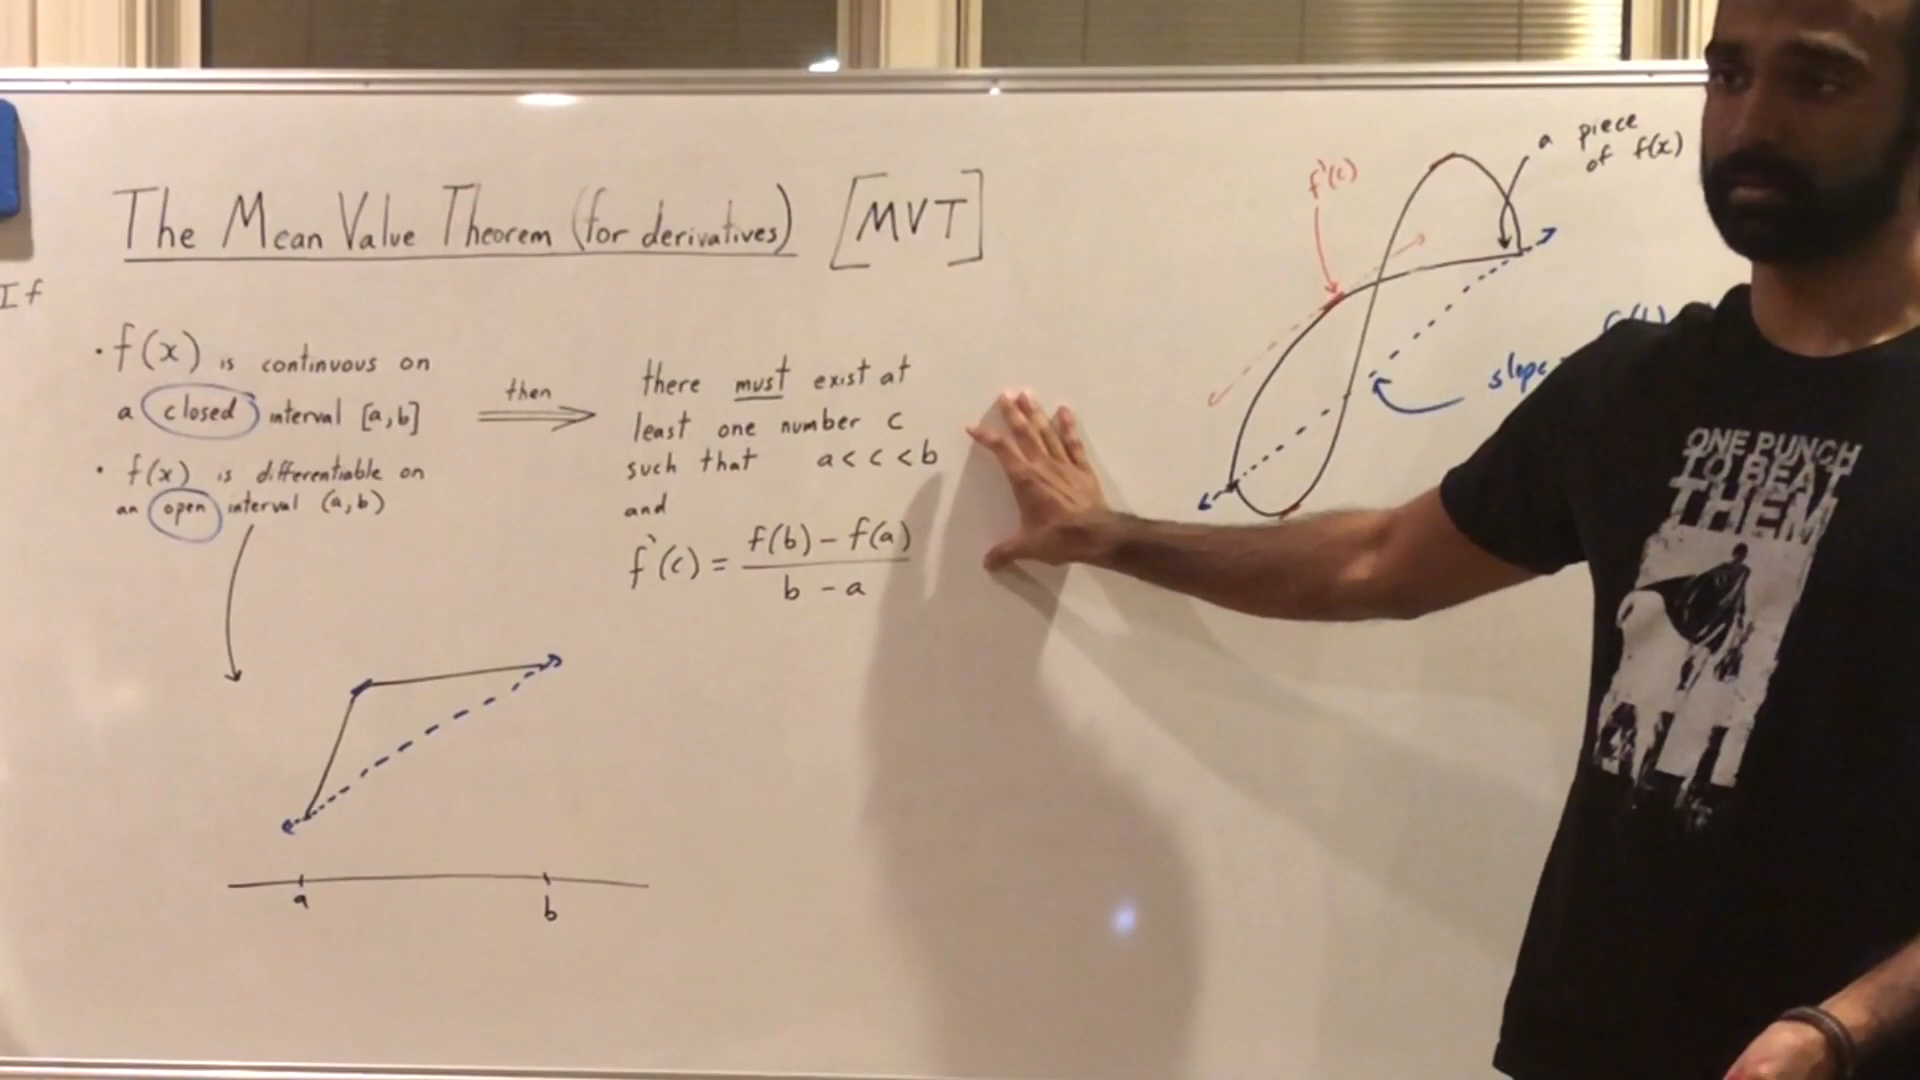 The Mean Value Theorem (for derivatives) [MVT]
If
• f(x) is continuous on
a closed interval [a,b]
• f(x) is differentiable on
an open interval (a,b)
then
there must exist at
least one number c
such that a < c < b
and
f'(c) = f(b) - f(a)
b - a
a
b
f'(c)
a piece
of f(x)
slope
ONE PUNCH
TO BEAT
THEM